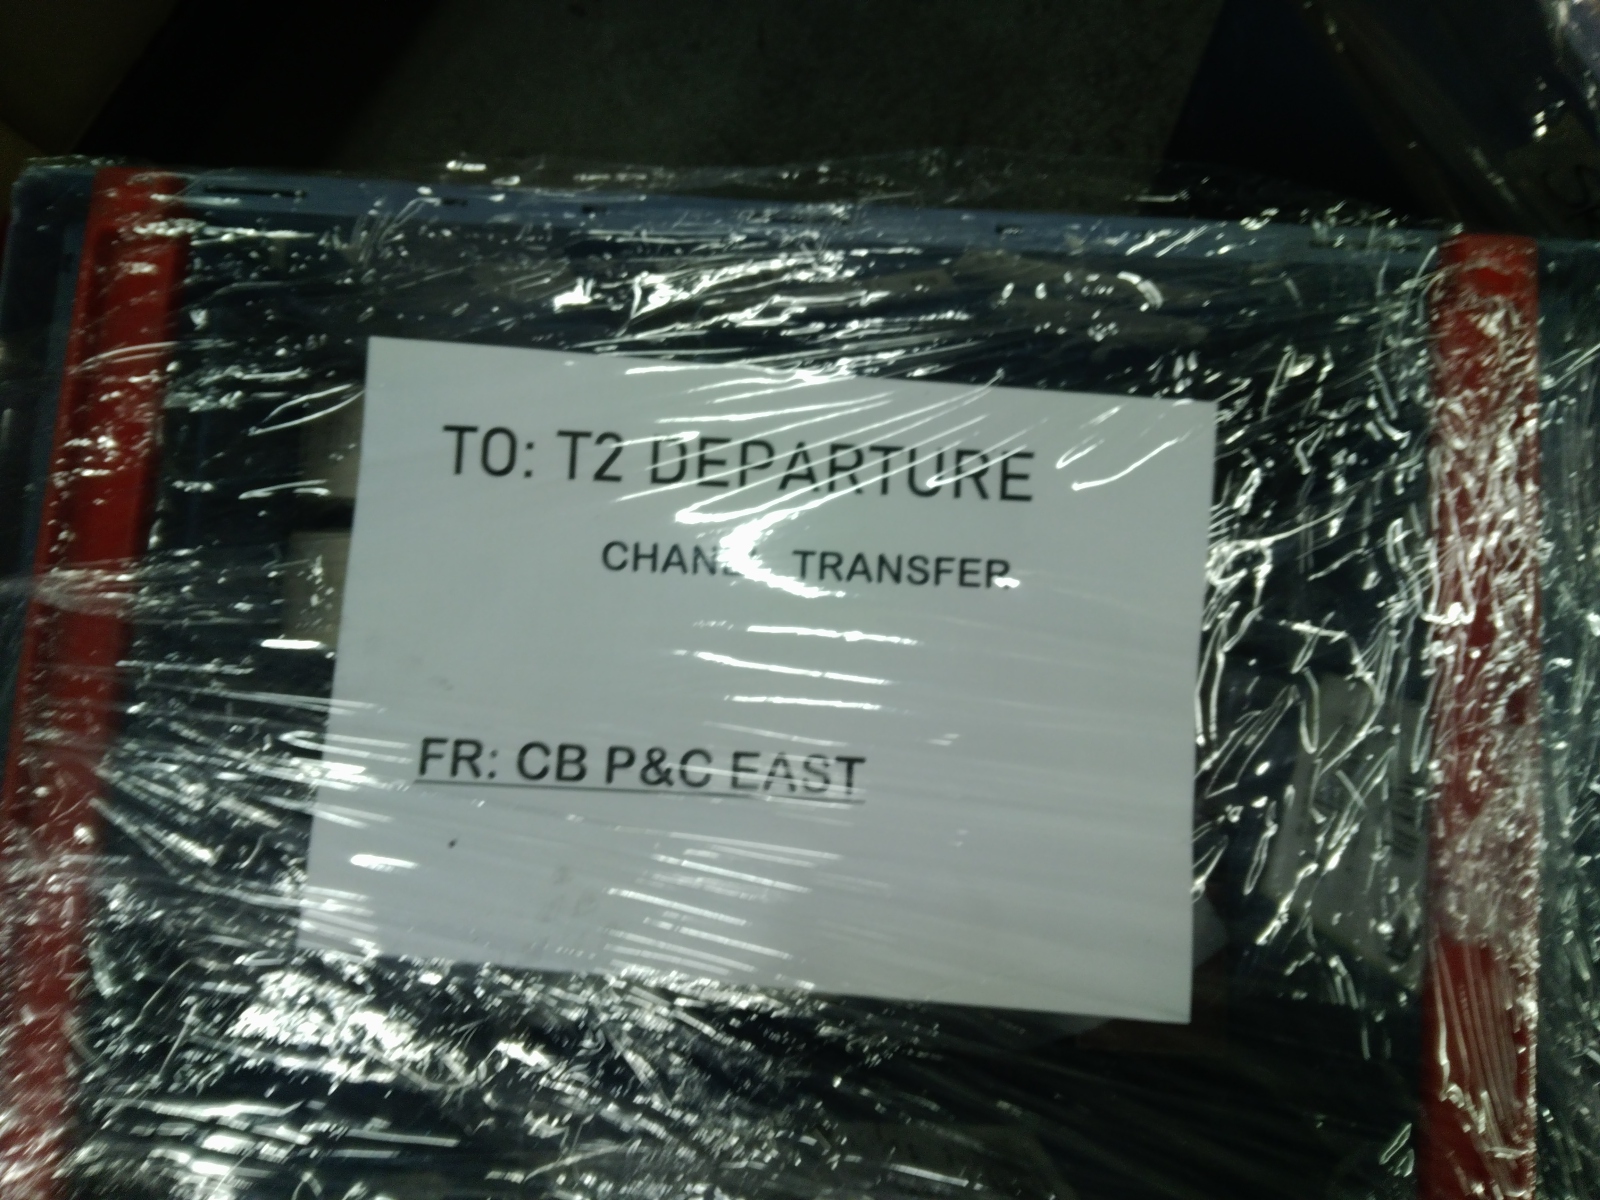 TO: T2 DEPARTURE
TRANSFER
FR: CB P&C EAST